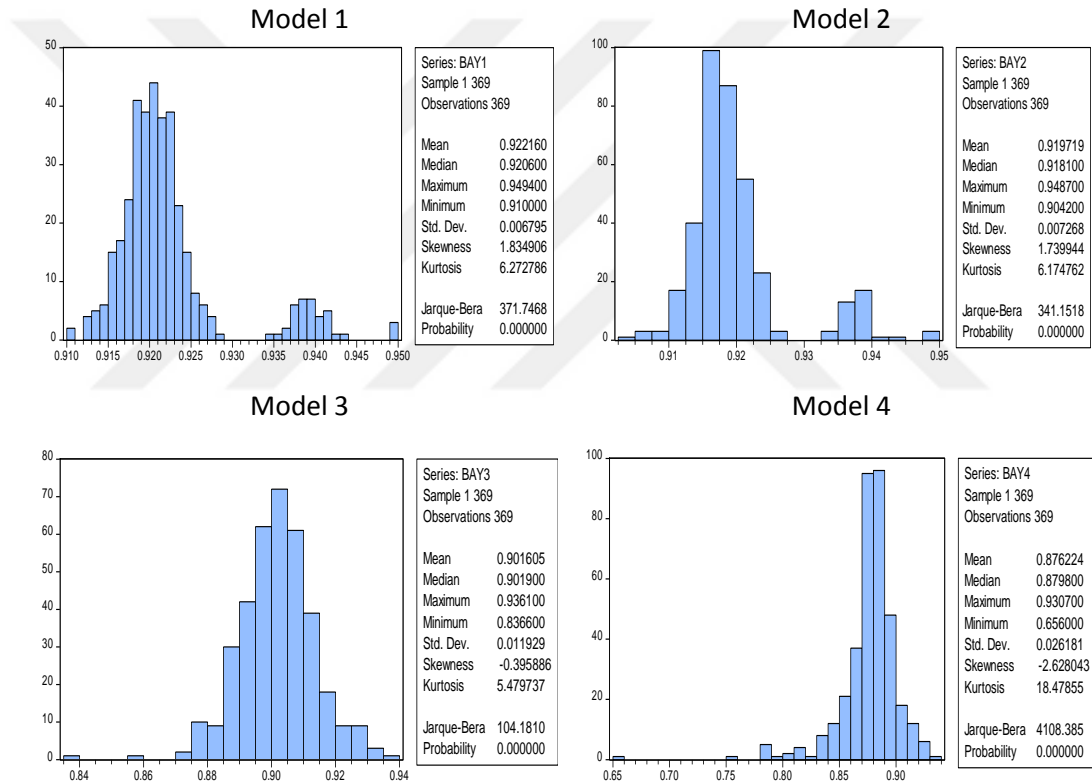 Model 1
50
40
30
20
10
0
0.910 0.915 0.920 0.925 0.930 0.935 0.940 0.945 0.950
Series: BAY1
Sample 1 369
Observations 369
Mean 0.922160
Median 0.920600
Maximum 0.949400
Minimum 0.910000
Std. Dev. 0.006795
Skewness 1.834906
Kurtosis 6.272786
Jarque-Bera 371.7468
Probability 0.000000
Model 2
100
80
60
40
20
0
0.91 0.92 0.93 0.94 0.95
Series: BAY2
Sample 1 369
Observations 369
Mean 0.919719
Median 0.918100
Maximum 0.948700
Minimum 0.904200
Std. Dev. 0.007268
Skewness 1.739944
Kurtosis 6.174762
Jarque-Bera 341.1518
Probability 0.000000
Model 3
80
70
60
50
40
30
20
10
0
0.84 0.86 0.88 0.90 0.92 0.94
Series: BAY3
Sample 1 369
Observations 369
Mean 0.901605
Median 0.901900
Maximum 0.936100
Minimum 0.836600
Std. Dev. 0.011929
Skewness -0.395886
Kurtosis 5.479737
Jarque-Bera 104.1810
Probability 0.000000
Model 4
100
80
60
40
20
0
0.65 0.70 0.75 0.80 0.85 0.90
Series: BAY4
Sample 1 369
Observations 369
Mean 0.876224
Median 0.879800
Maximum 0.930700
Minimum 0.656000
Std. Dev. 0.026181
Skewness -2.628043
Kurtosis 18.47855
Jarque-Bera 4108.385
Probability 0.000000